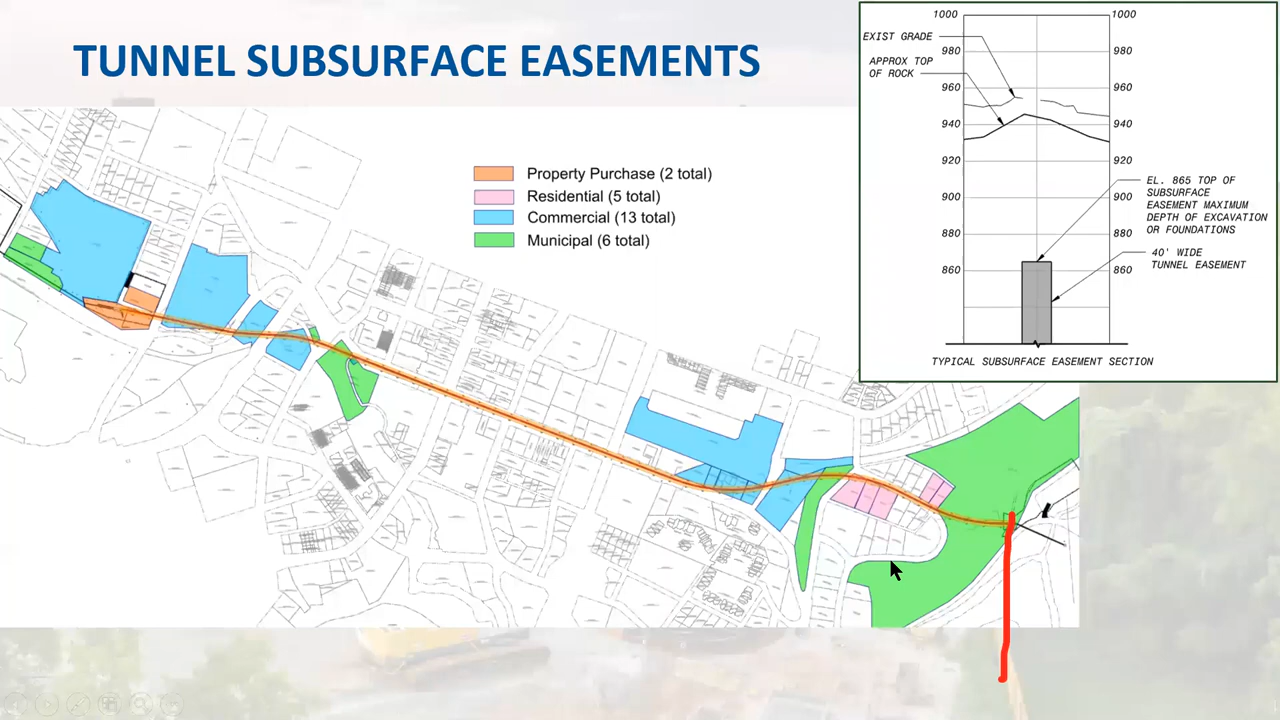 TUNNEL SUBSURFACE EASEMENTS
Property Purchase (2 total)
Residential (5 total)
Commercial (13 total)
Municipal (6 total)
1000 1000
EXIST GRADE
980 980
APPROX TOP
OF ROCK
960 960
940 940
920 920
900 900
880 880
860 860
EL. 865 TOP OF
SUBSURFACE
EASEMENT MAXIMUM
DEPTH OF EXCAVATION
OR FOUNDATIONS
40' WIDE
TUNNEL EASEMENT
TYPICAL SUBSURFACE EASEMENT SECTION